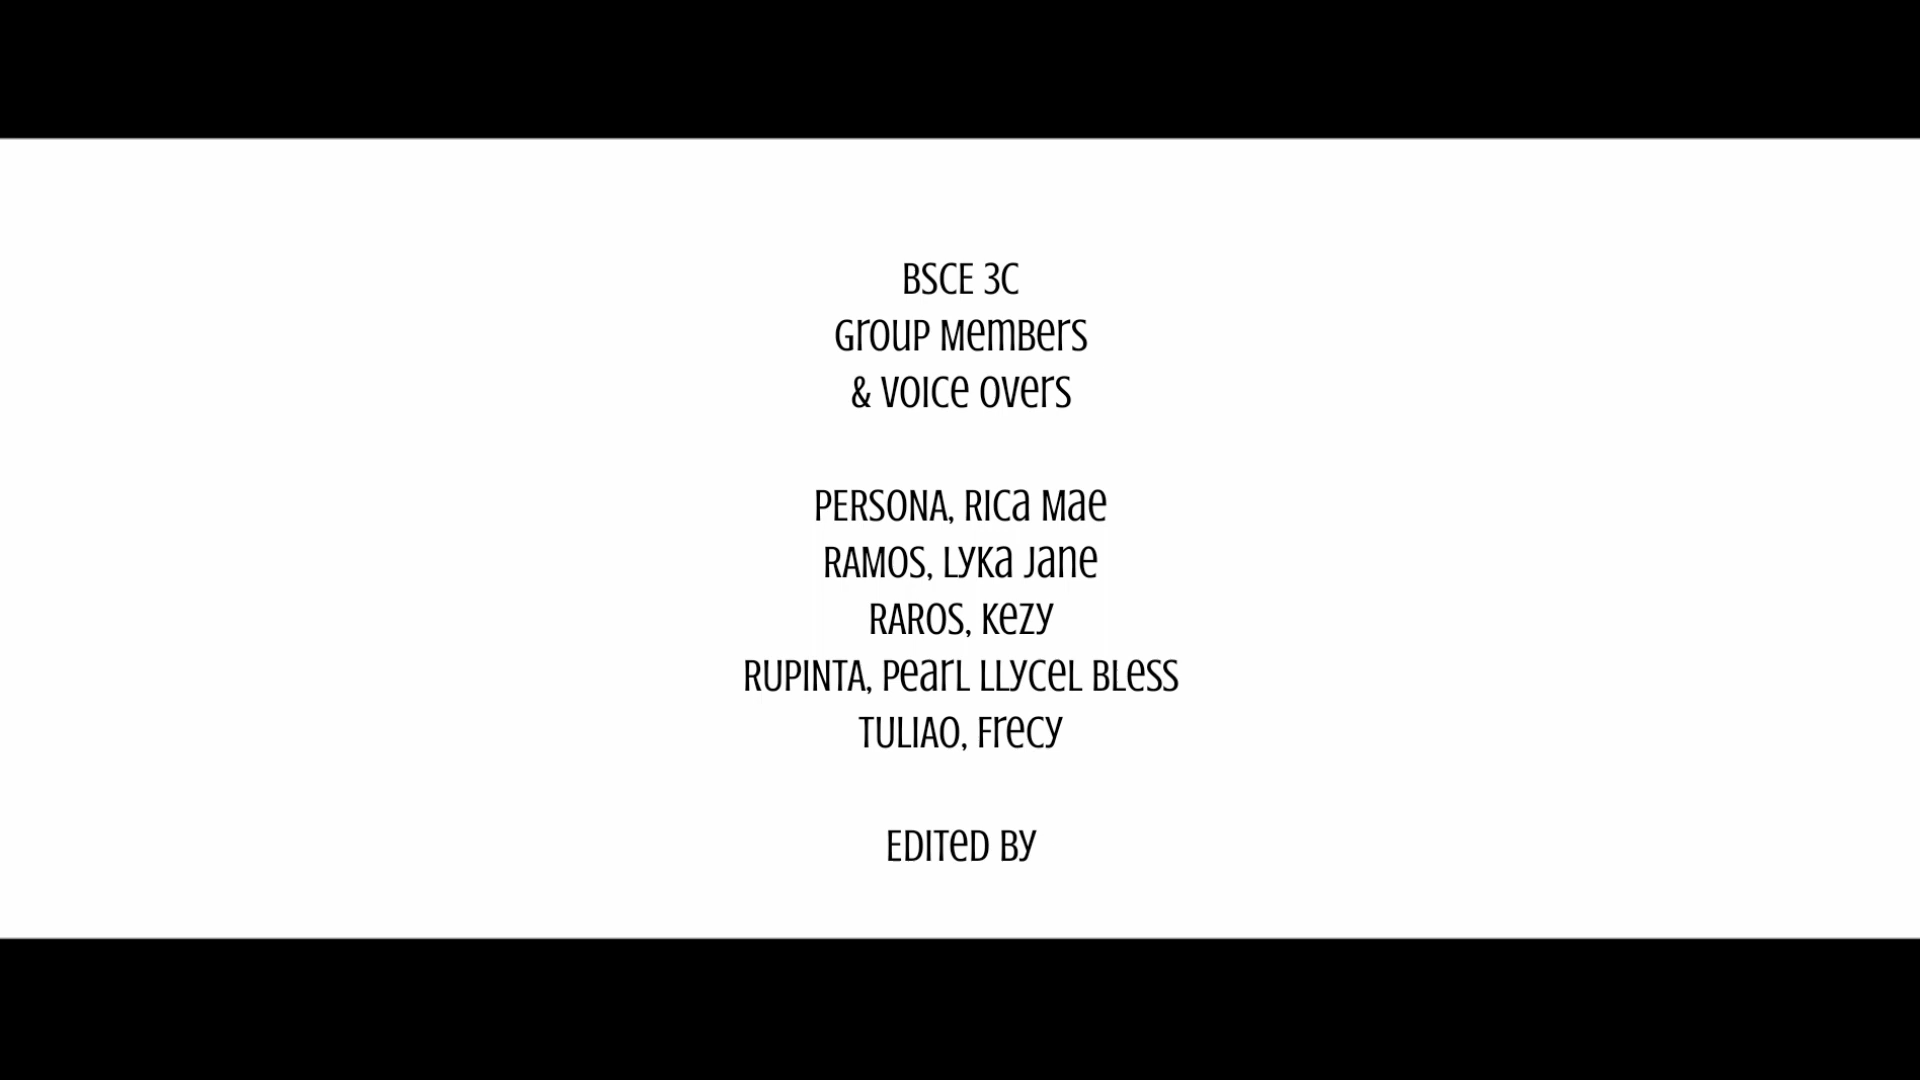 BSCE 3C
Group Members
& Voice Overs
PERSONA, Rica Mae
RAMOS, Lyka Jane
RAROS, Kezy
RUPINTA, Pearl Llycel Bless
TULIAO, Frecy
Edited by